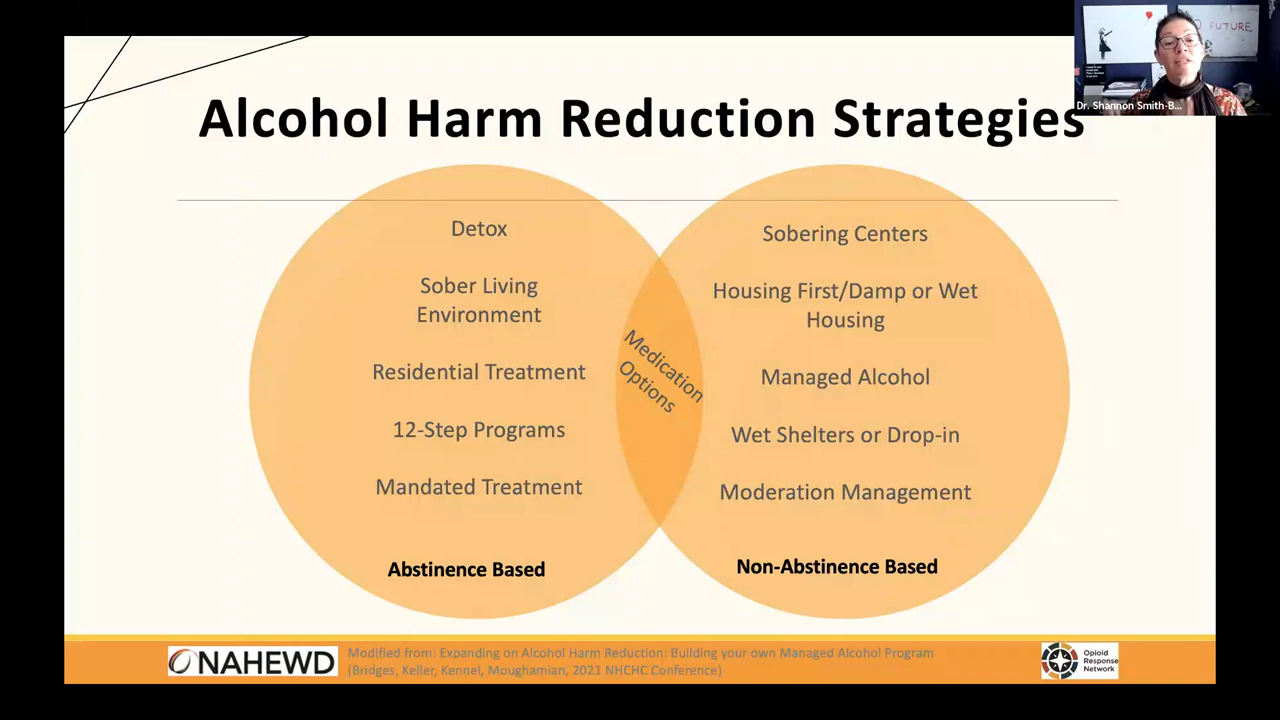 FUTURE
Dr. Shannon Smith-B...
Alcohol Harm Reduction Strategies
Detox
Sober Living
Environment
Residential Treatment
12-Step Programs
Mandated Treatment
Abstinence Based
Medication
Options
Sobering Centers
Housing First/Damp or Wet
Housing
Managed Alcohol
Wet Shelters or Drop-in
Moderation Management
Non-Abstinence Based
NAHEWD
Modified from: Expanding on Alcohol Harm Reduction: Building your own Managed Alcohol Program
(Bridges, Keller, Kennel, Moughamian, 2021 NHCHC Conference)
Opioid
Response
Network